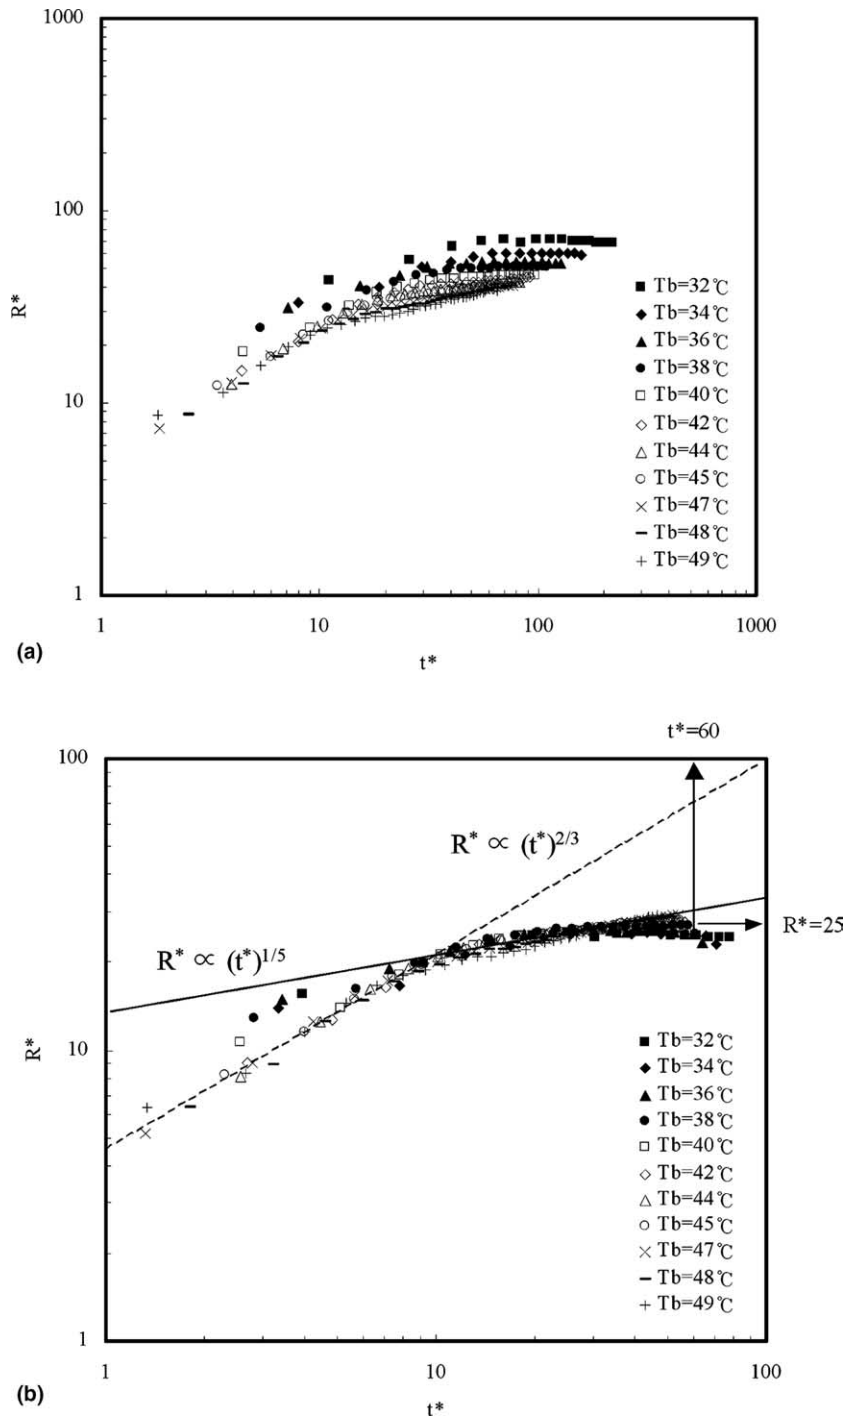 1000
100
R*
10
1
1
10
100
1000
t*
Tb=32℃
Tb=34℃
Tb=36℃
Tb=38℃
Tb=40℃
Tb=42℃
Tb=44℃
Tb=45℃
Tb=47℃
Tb=48℃
Tb=49℃
(a)
t*=60
100
R* ∝ (t*)^2/3
R*=25
R* ∝ (t*)^1/5
R*
10
1
1
10
100
t*
Tb=32℃
Tb=34℃
Tb=36℃
Tb=38℃
Tb=40℃
Tb=42℃
Tb=44℃
Tb=45℃
Tb=47℃
Tb=48℃
Tb=49℃
(b)